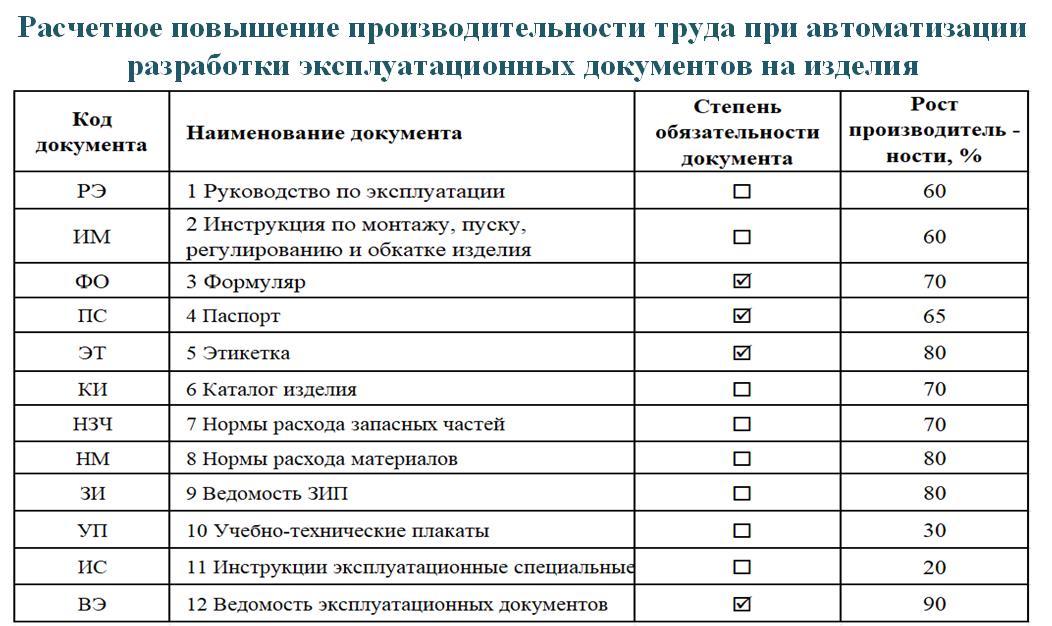 Расчетное повышение производительности труда при автоматизации
разработки эксплуатационных документов на изделия
Код
документа
Наименование документа
Степень
обязательности
документа
Рост
производитель -
ности, %
РЭ
1 Руководство по эксплуатации
☐
60
ИМ
2 Инструкция по монтажу, пуску,
регулированию и обкатке изделия
☐
60
ФО
3 Формуляр
☑
70
ПС
4 Паспорт
☑
65
ЭТ
5 Этикетка
☑
80
КИ
6 Каталог изделия
☐
70
НЗЧ
7 Нормы расхода запасных частей
☐
70
НМ
8 Нормы расхода материалов
☐
80
ЗИ
9 Ведомость ЗИП
☐
80
УП
10 Учебно-технические плакаты
☐
30
ИС
11 Инструкции эксплуатационные специальные
☐
20
ВЭ
12 Ведомость эксплуатационных документов
☑
90